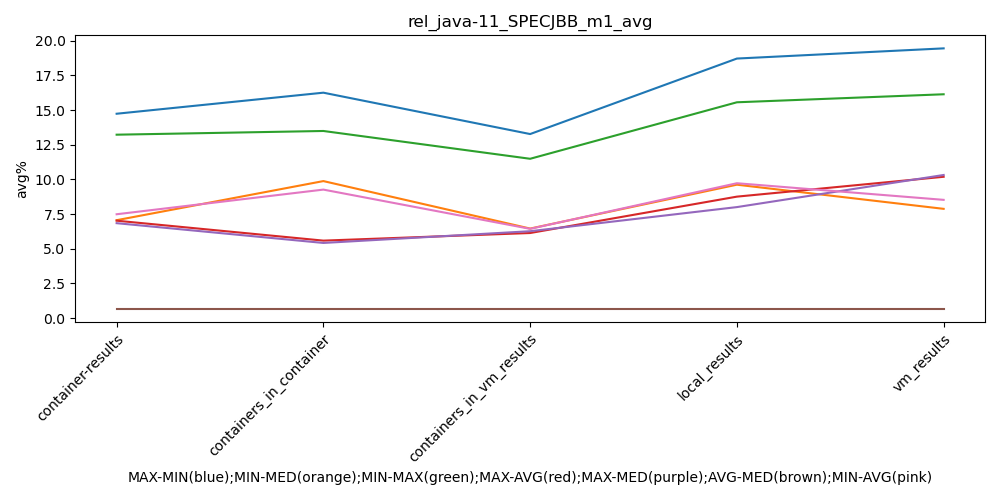 rel_java-11_SPECJBB_m1_avg
avg%
20.0
17.5
15.0
12.5
10.0
7.5
5.0
2.5
0.0
container-results
containers_in_container
containers_in_vm_results
local_results
vm_results
MAX-MIN(blue);MIN-MED(orange);MIN-MAX(green);MAX-AVG(red);MAX-MED(purple);AVG-MED(brown);MIN-AVG(pink)